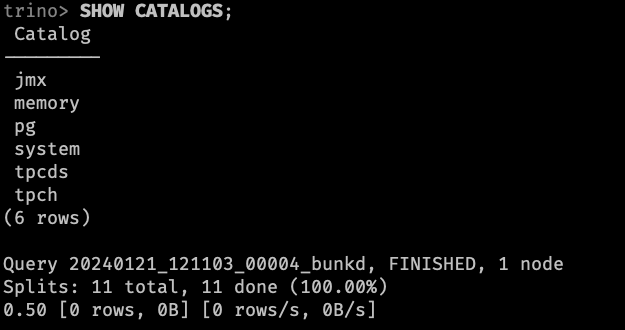 trino> SHOW CATALOGS;
Catalog
─────────
jmx
memory
pg
system
tpcds
tpch
(6 rows)
Query 20240121_121103_00004_bunkd, FINISHED, 1 node
Splits: 11 total, 11 done (100.00%)
0.50 [0 rows, 0B] [0 rows/s, 0B/s]